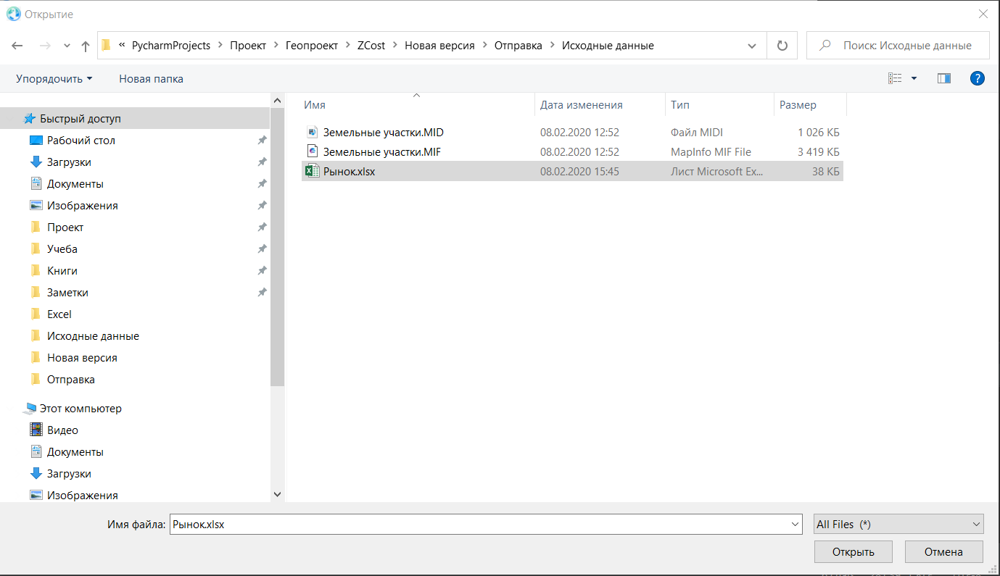 Открытие
« PycharmProjects > Проект > Геопроект > ZCost > Новая версия > Отправка > Исходные данные
Поиск: Исходные данные
Упорядочить
Новая папка
Быстрый доступ
Рабочий стол
Загрузки
Документы
Изображения
Проект
Учеба
Книги
Заметки
Excel
Исходные данные
Новая версия
Отправка
Этот компьютер
Видео
Документы
Загрузки
Изображения
Имя Дата изменения Тип Размер
Земельные участки.MID 08.02.2020 12:52 Файл MIDI 1 026 КБ
Земельные участки.MIF 08.02.2020 12:52 MapInfo MIF File 3 419 КБ
Рынок.xlsx 08.02.2020 15:45 Лист Microsoft Ex... 38 КБ
Имя файла: Рынок.xlsx
All Files (*)
Открыть
Отмена